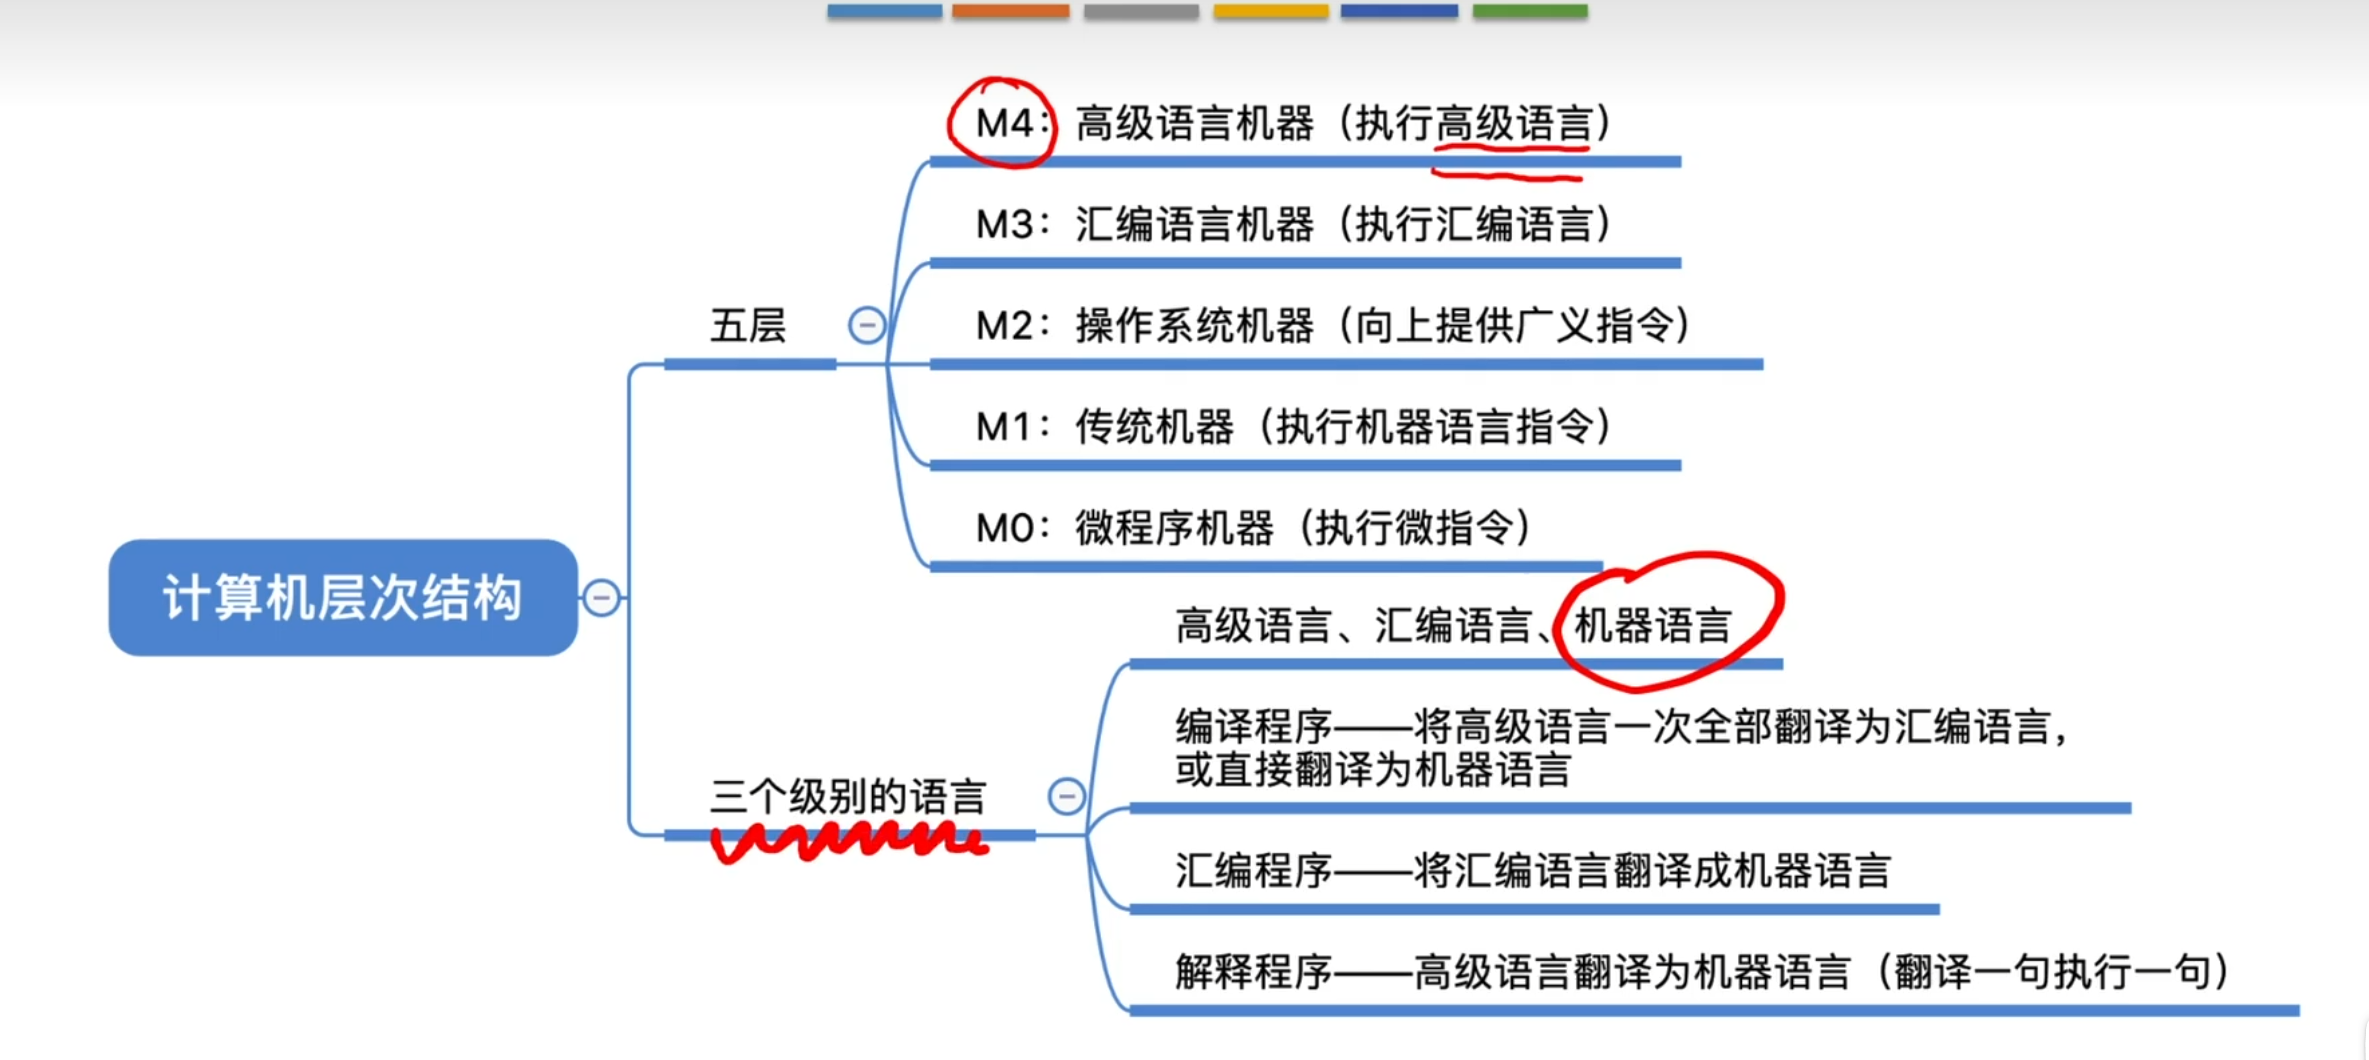 M4：高级语言机器（执行高级语言）
M3：汇编语言机器（执行汇编语言）
五层
M2：操作系统机器（向上提供广义指令）
M1：传统机器（执行机器语言指令）
M0：微程序机器（执行微指令）
计算机层次结构
高级语言、汇编语言、机器语言
编译程序——将高级语言一次全部翻译为汇编语言，
或直接翻译为机器语言
三个级别的语言
汇编程序——将汇编语言翻译成机器语言
解释程序——高级语言翻译为机器语言（翻译一句执行一句）